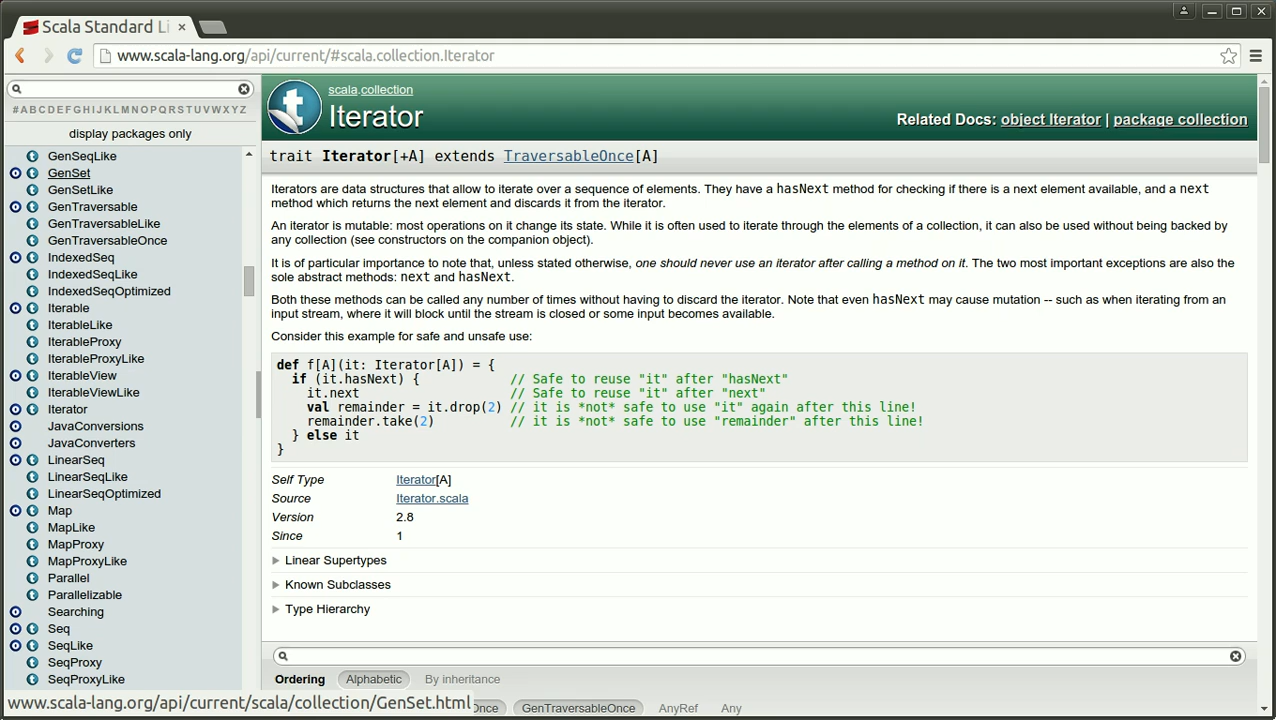 Scala Standard Li
www.scala-lang.org/api/current/#scala.collection.Iterator
#ABCDEFGHIJKLMNOPQRSTUVWXYZ
display packages only
GenSeqLike
GenSet
GenSetLike
GenTraversable
GenTraversableLike
GenTraversableOnce
IndexedSeq
IndexedSeqLike
IndexedSeqOptimized
Iterable
IterableLike
IterableProxy
IterableProxyLike
IterableView
IterableViewLike
Iterator
JavaConversions
JavaConverters
LinearSeq
LinearSeqLike
LinearSeqOptimized
Map
MapLike
MapProxy
MapProxyLike
Parallel
Parallelizable
Searching
Seq
SeqLike
SeqProxy
SeqProxyLike
www.scala-lang.org/api/current/scala/collection/GenSet.html
t
scala.collection
Iterator
Related Docs: object Iterator | package collection
trait Iterator[+A] extends TraversableOnce[A]
Iterators are data structures that allow to iterate over a sequence of elements. They have a hasNext method for checking if there is a next element available, and a next
method which returns the next element and discards it from the iterator.
An iterator is mutable: most operations on it change its state. While it is often used to iterate through the elements of a collection, it can also be used without being backed by
any collection (see constructors on the companion object).
It is of particular importance to note that, unless stated otherwise, one should never use an iterator after calling a method on it. The two most important exceptions are also the
sole abstract methods: next and hasNext.
Both these methods can be called any number of times without having to discard the iterator. Note that even hasNext may cause mutation -- such as when iterating from an
input stream, where it will block until the stream is closed or some input becomes available.
Consider this example for safe and unsafe use:
def f[A](it: Iterator[A]) = {
if (it.hasNext) { // Safe to reuse "it" after "hasNext"
it.next // Safe to reuse "it" after "next"
val remainder = it.drop(2) // it is *not* safe to use "it" again after this line!
remainder.take(2) // it is *not* safe to use "remainder" after this line!
} else it
}
Self Type Iterator[A]
Source Iterator.scala
Version 2.8
Since 1
Linear Supertypes
Known Subclasses
Type Hierarchy
Ordering Alphabetic By inheritance
Once GenTraversableOnce AnyRef Any